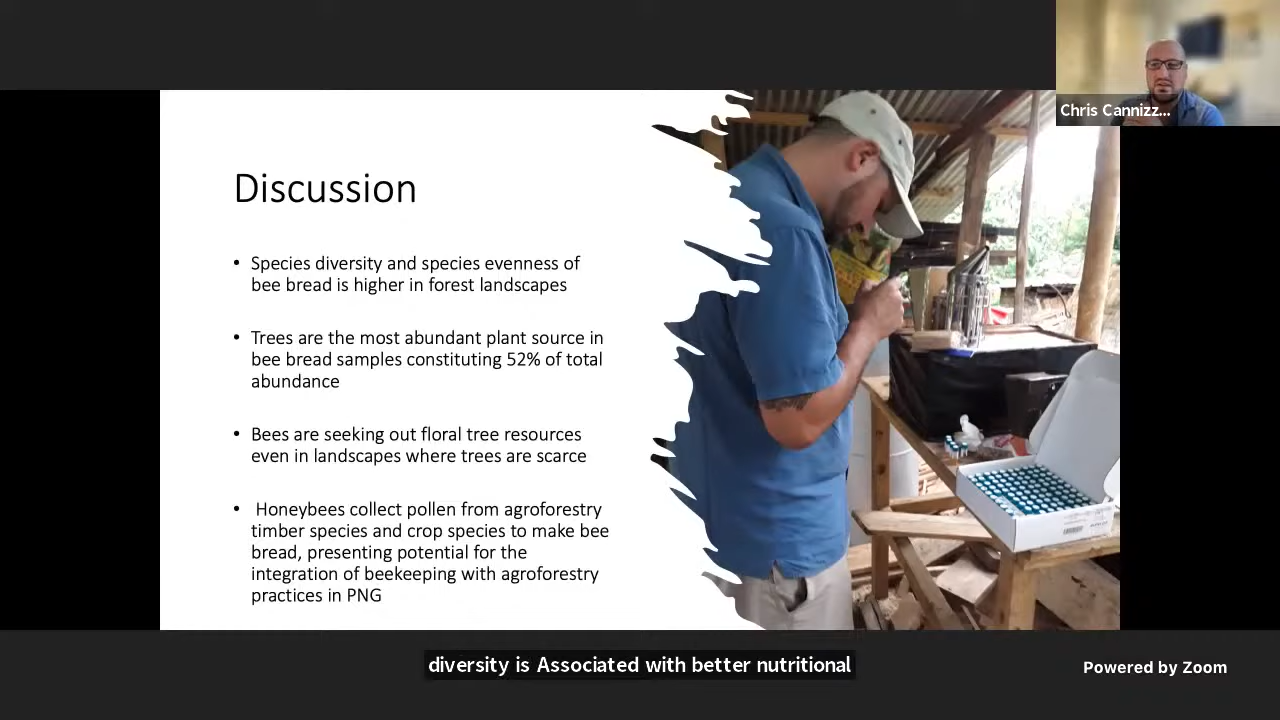 Chris Cannizz...
Discussion
• Species diversity and species evenness of
bee bread is higher in forest landscapes
• Trees are the most abundant plant source in
bee bread samples constituting 52% of total
abundance
• Bees are seeking out floral tree resources
even in landscapes where trees are scarce
• Honeybees collect pollen from agroforestry
timber species and crop species to make bee
bread, presenting potential for the
integration of beekeeping with agroforestry
practices in PNG
diversity is Associated with better nutritional
Powered by Zoom